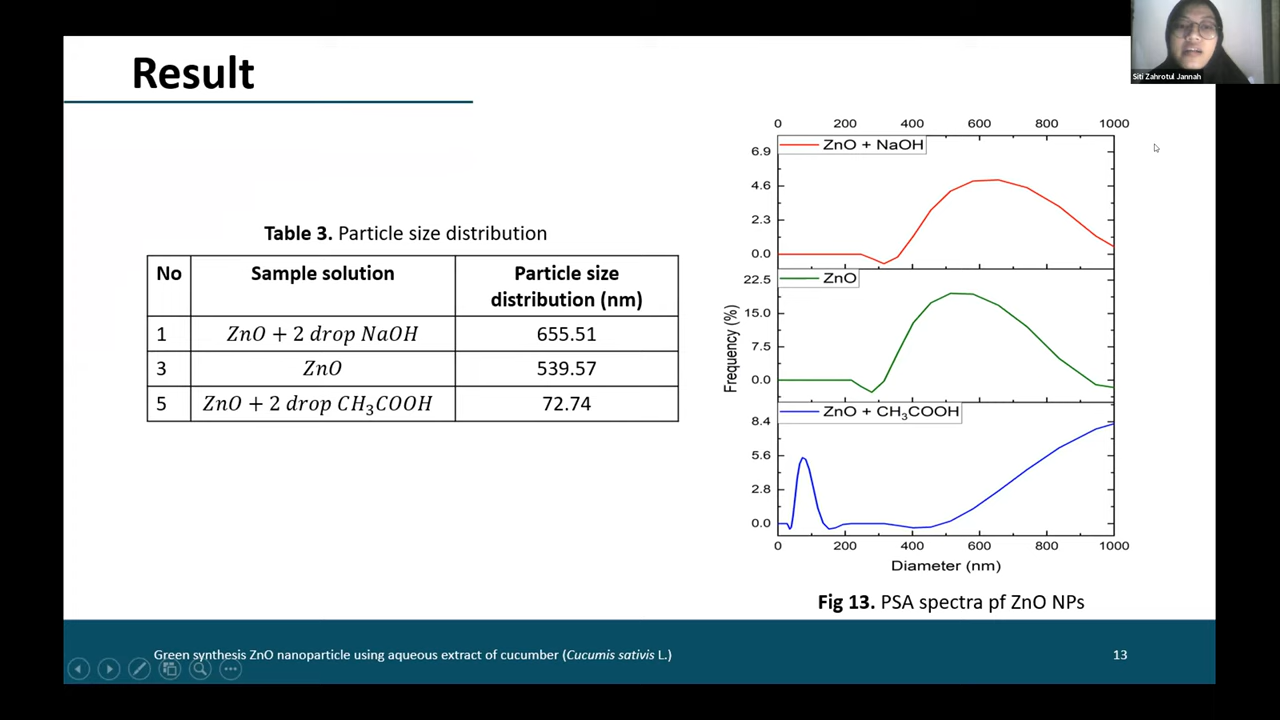 Result
Siti Zahrotul Jannah
Table 3. Particle size distribution
No Sample solution Particle size distribution (nm)
1 ZnO + 2 drop NaOH 655.51
3 ZnO 539.57
5 ZnO + 2 drop CH₃COOH 72.74
0 200 400 600 800 1000
ZnO + NaOH
6.9
4.6
2.3
0.0
ZnO
22.5
15.0
7.5
0.0
ZnO + CH₃COOH
8.4
5.6
2.8
0.0
Frequency (%)
0 200 400 600 800 1000
Diameter (nm)
Fig 13. PSA spectra pf ZnO NPs
Green synthesis ZnO nanoparticle using aqueous extract of cucumber (Cucumis sativis L.)
13